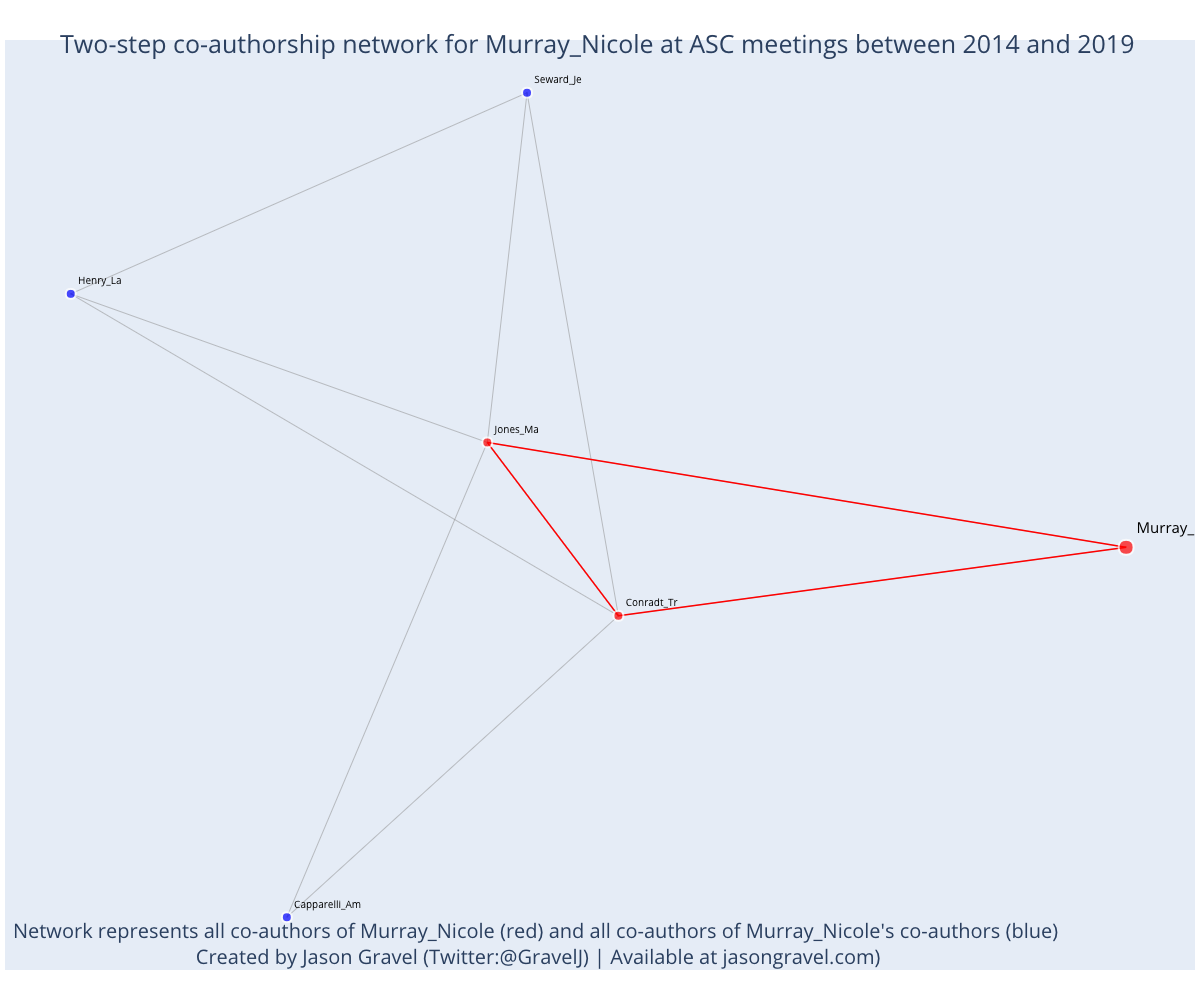 Two-step co-authorship network for Murray_Nicole at ASC meetings between 2014 and 2019
Seward_Je
Henry_La
Jones_Ma
Murray_
Conradt_Tr
Capparelli_Am
Network represents all co-authors of Murray_Nicole (red) and all co-authors of Murray_Nicole's co-authors (blue)
Created by Jason Gravel (Twitter:@GravelJ) | Available at jasongravel.com)